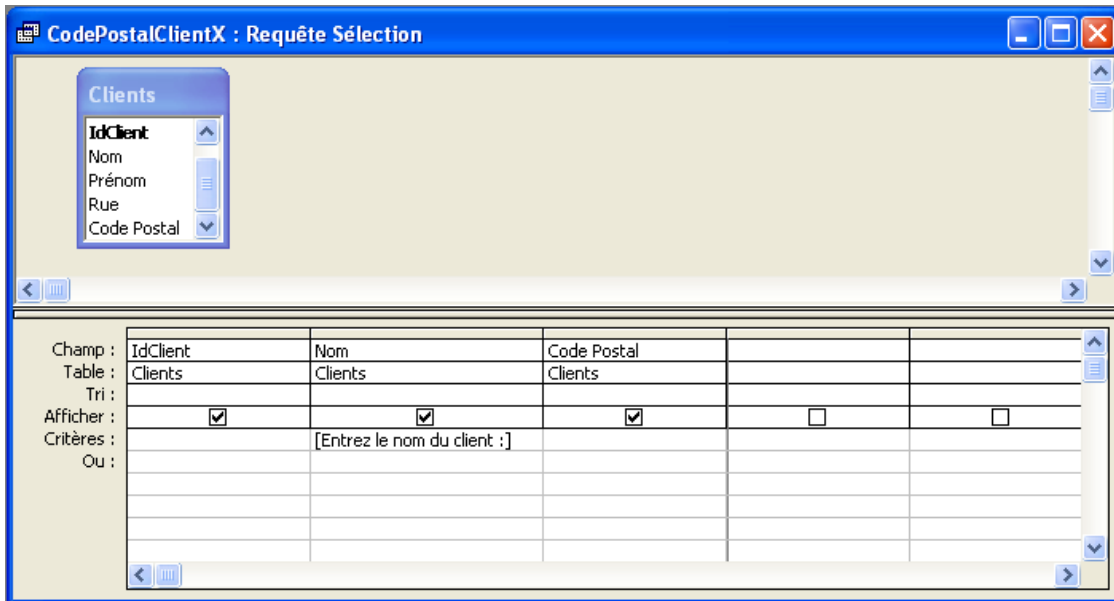 CodePostalClientX : Requête Sélection
Clients
IdClient
Nom
Prénom
Rue
Code Postal
Champ : IdClient Nom Code Postal
Table : Clients Clients Clients
Tri :
Afficher :
Critères : [Entrez le nom du client :]
Ou :